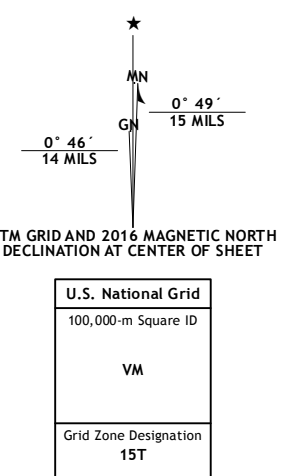 ★
MN
0° 49´
15 MILS
GN
0° 46´
14 MILS
TM GRID AND 2016 MAGNETIC NORTH
DECLINATION AT CENTER OF SHEET
U.S. National Grid
100,000-m Square ID
VM
Grid Zone Designation
15T